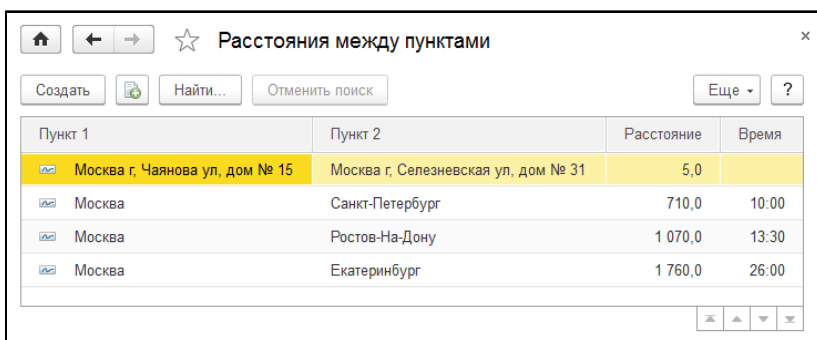 Расстояния между пунктами
×
Создать Найти... Отменить поиск Еще ?
Пункт 1 Пункт 2 Расстояние Время
Москва г, Чаянова ул, дом № 15 Москва г, Селезневская ул, дом № 31 5,0
Москва Санкт-Петербург 710,0 10:00
Москва Ростов-На-Дону 1 070,0 13:30
Москва Екатеринбург 1 760,0 26:00